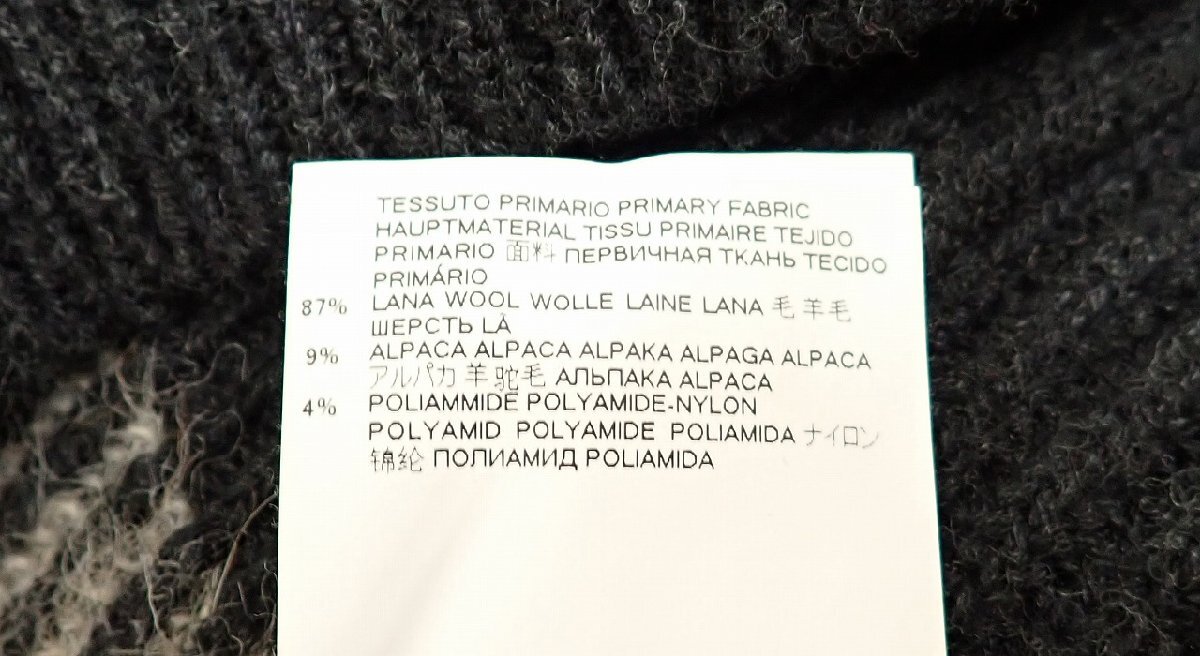 TESSUTO PRIMARIO PRIMARY FABRIC
HAUPTMATERIAL TISSU PRIMAIRE TEJIDO
PRIMARIO 面料 ПЕРВИЧНАЯ ТКАНЬ TECIDO
PRIMÁRIO
87% LANA WOOL WOLLE LAINE LANA 毛 羊毛
ШЕРСТЬ LÀ
9% ALPACA ALPACA ALPAKA ALPAGA ALPACA
アルパカ 羊驼毛 АЛЬПАКА ALPACA
4% POLIAMMIDE POLYAMIDE-NYLON
POLYAMID POLYAMIDE POLIAMIDA ナイロン
锦纶 ПОЛИАМИД POLIAMIDA